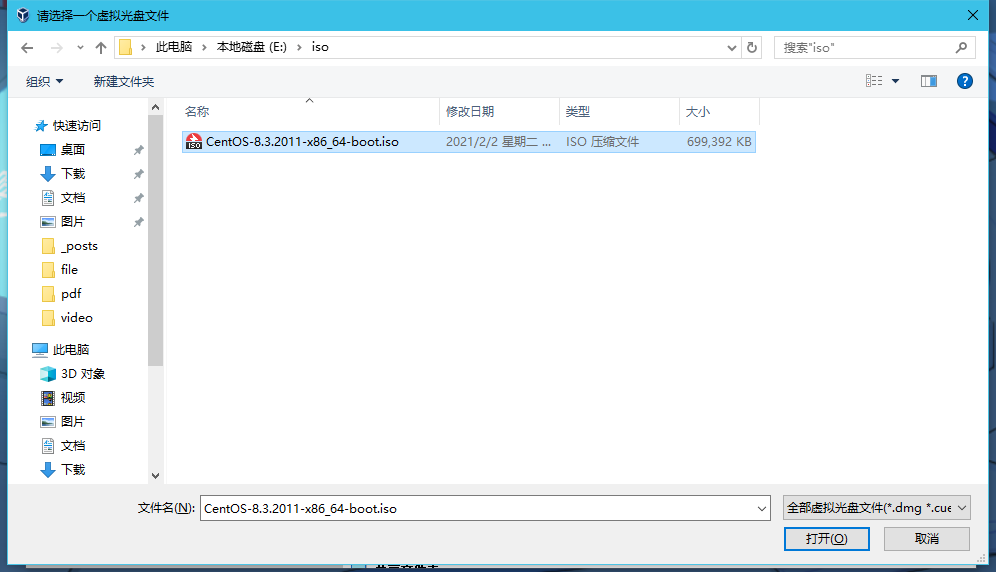 请选择一个虚拟光盘文件
此电脑 本地磁盘 (E:) iso
搜索"iso"
组织 新建文件夹
名称 修改日期 类型 大小
ISO CentOS-8.3.2011-x86_64-boot.iso 2021/2/2 星期二 ... ISO 压缩文件 699,392 KB
快速访问
桌面
下载
文档
图片
_posts
file
pdf
video
此电脑
3D 对象
视频
图片
文档
下载
文件名(N): CentOS-8.3.2011-x86_64-boot.iso 全部虚拟光盘文件(*.dmg *.cue
打开(O) 取消